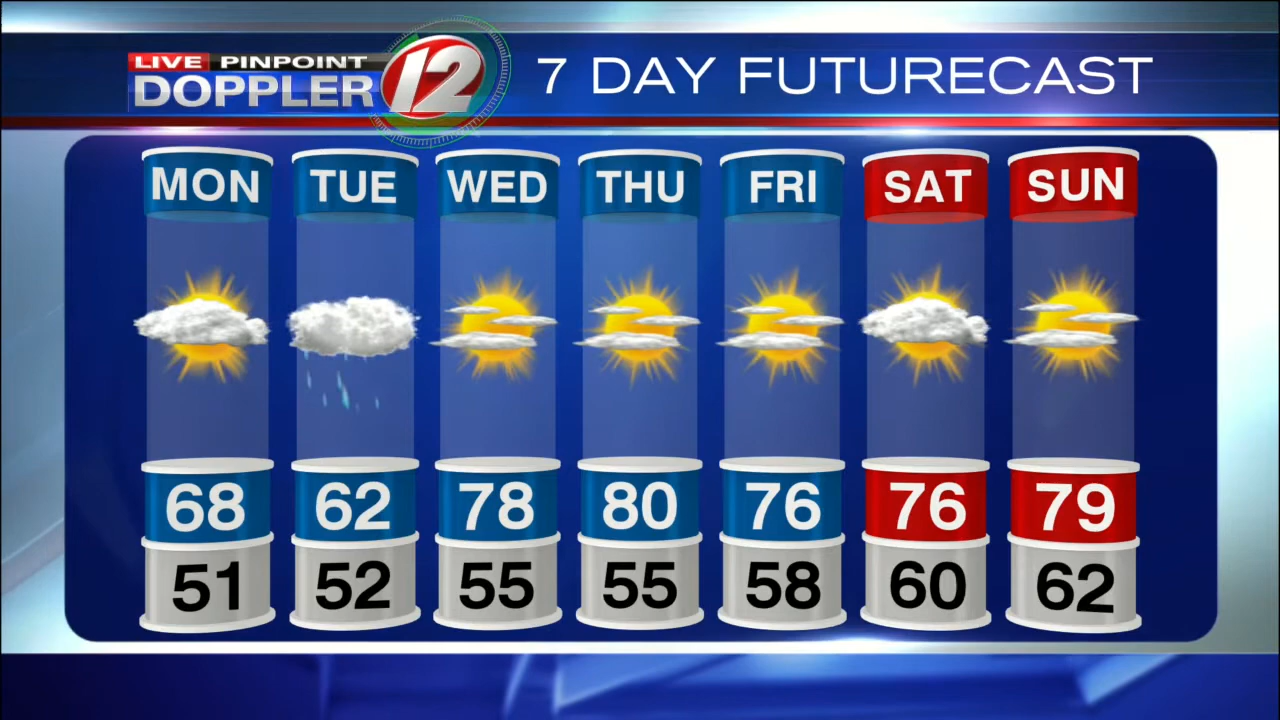 LIVE PINPOINT
DOPPLER 12
7 DAY FUTURECAST
MON TUE WED THU FRI SAT SUN
68 62 78 80 76 76 79
51 52 55 55 58 60 62